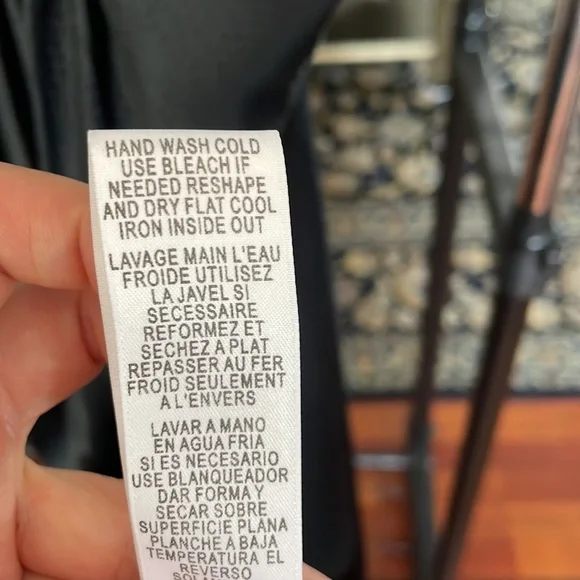 HAND WASH COLD
USE BLEACH IF
NEEDED RESHAPE
AND DRY FLAT COOL
IRON INSIDE OUT
LAVAGE MAIN L'EAU
FROIDE UTILISEZ
LA JAVEL SI
SECESSAIRE
REFORMEZ ET
SECHEZ A PLAT
REPASSER AU FER
FROID SEULEMENT
A L'ENVERS
LAVAR A MANO
EN AGUA FRIA
SI ES NECESARIO
USE BLANQUEADOR
DAR FORMA Y
SECAR SOBRE
SUPERFICIE PLANA
PLANCHE A BAJA
TEMPERATURA EL
REVERSO